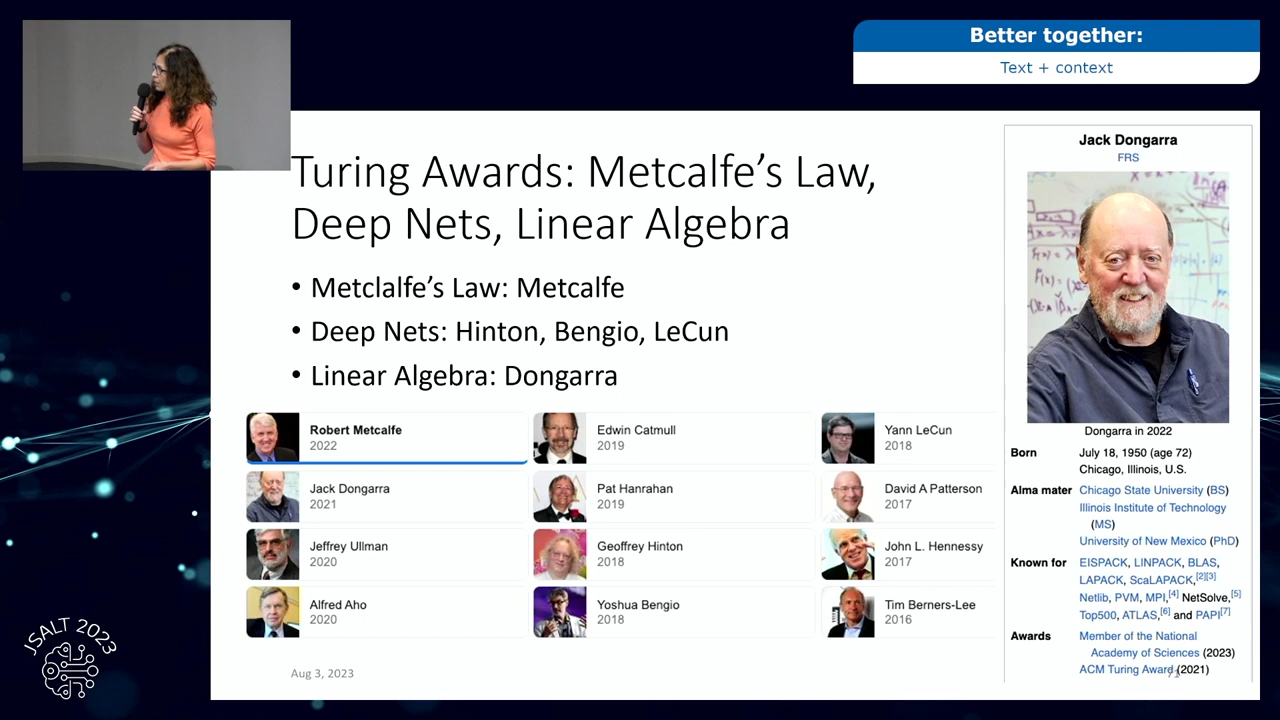 Better together:
Text + context
Turing Awards: Metcalfe's Law,
Deep Nets, Linear Algebra
• Metclalfe's Law: Metcalfe
• Deep Nets: Hinton, Bengio, LeCun
• Linear Algebra: Dongarra
Robert Metcalfe
2022
Jack Dongarra
2021
Jeffrey Ullman
2020
Alfred Aho
2020
Edwin Catmull
2019
Pat Hanrahan
2019
Geoffrey Hinton
2018
Yoshua Bengio
2018
Yann LeCun
2018
David A Patterson
2017
John L. Hennessy
2017
Tim Berners-Lee
2016
Jack Dongarra
FRS
Dongarra in 2022
Born July 18, 1950 (age 72)
Chicago, Illinois, U.S.
Alma mater Chicago State University (BS)
Illinois Institute of Technology
(MS)
University of New Mexico (PhD)
Known for EISPACK, LINPACK, BLAS,
LAPACK, ScaLAPACK,[2][3]
Netlib, PVM, MPI,[4] NetSolve,[5]
Top500, ATLAS,[6] and PAPI[7]
Awards Member of the National
Academy of Sciences (2023)
ACM Turing Award (2021)
Aug 3, 2023
JSALT 2023